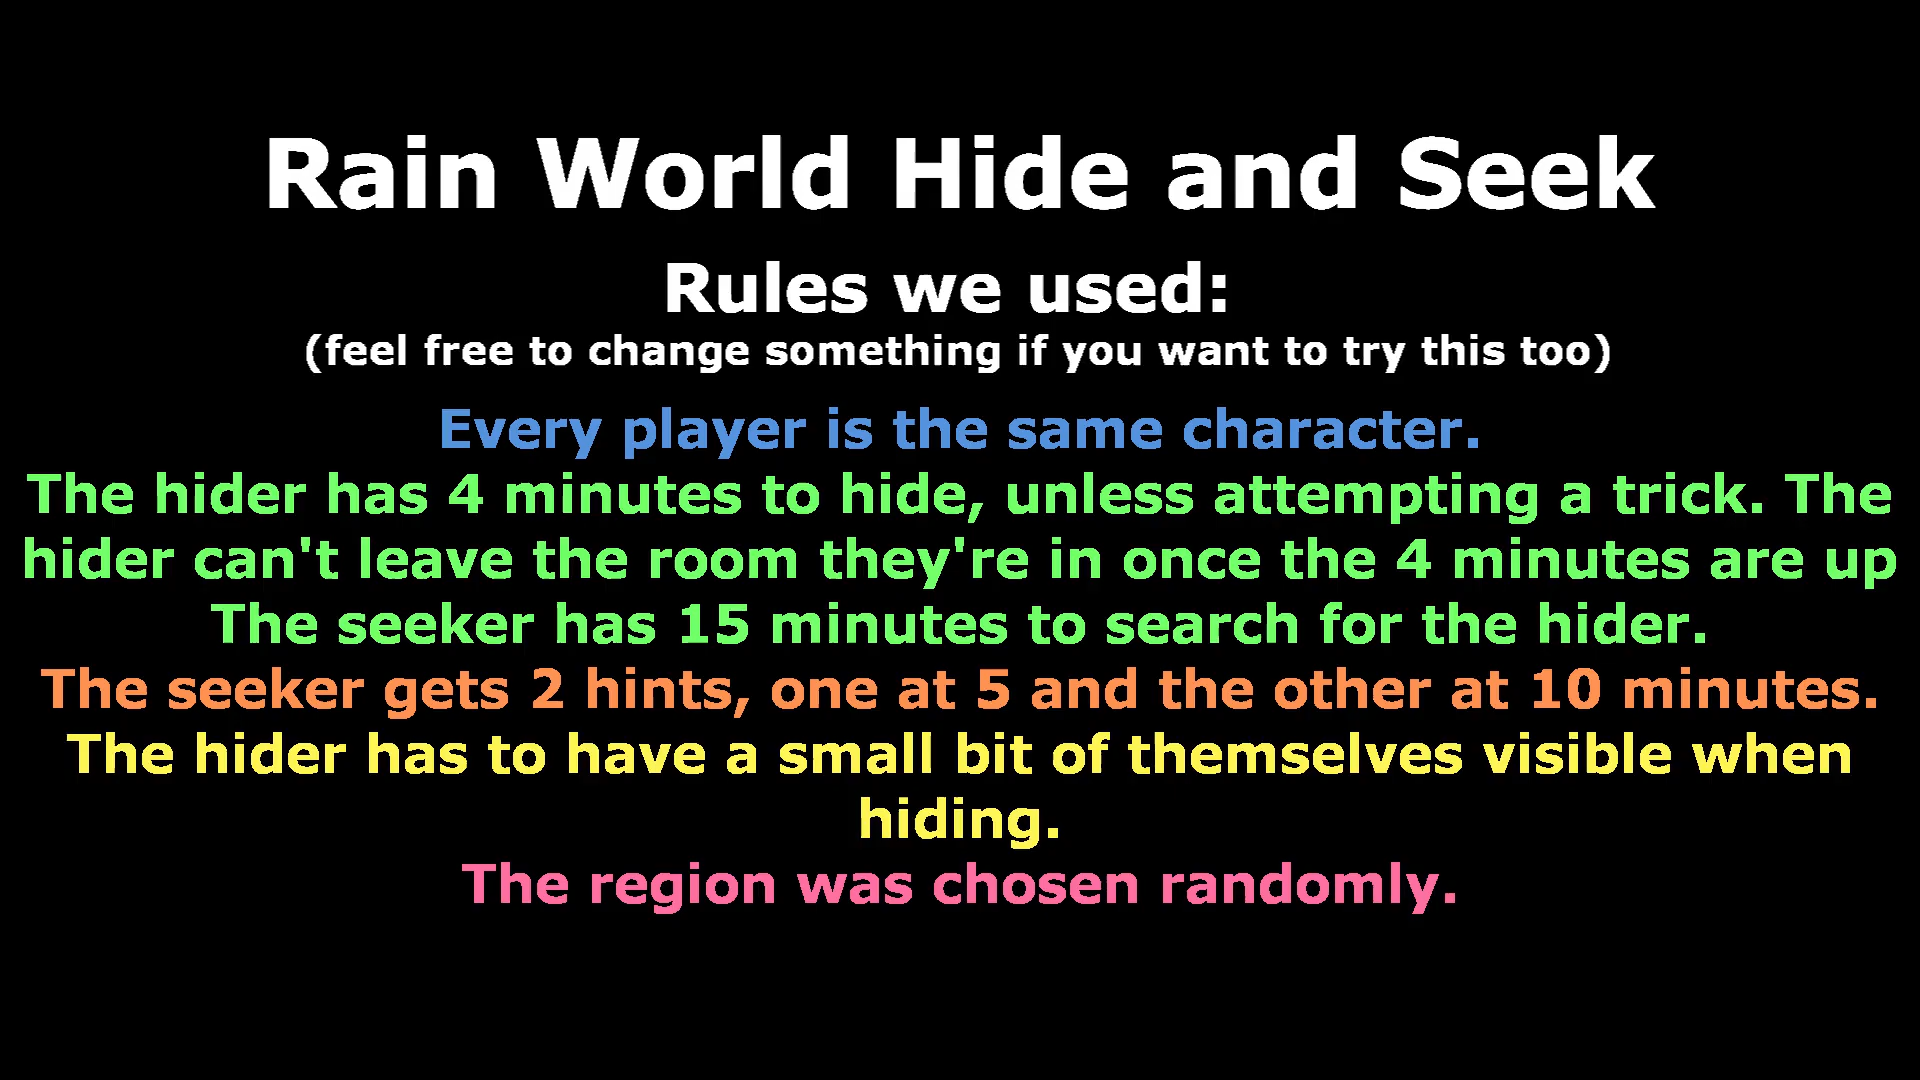 Rain World Hide and Seek
Rules we used:
(feel free to change something if you want to try this too)
Every player is the same character.
The hider has 4 minutes to hide, unless attempting a trick. The
hider can't leave the room they're in once the 4 minutes are up
The seeker has 15 minutes to search for the hider.
The seeker gets 2 hints, one at 5 and the other at 10 minutes.
The hider has to have a small bit of themselves visible when
hiding.
The region was chosen randomly.